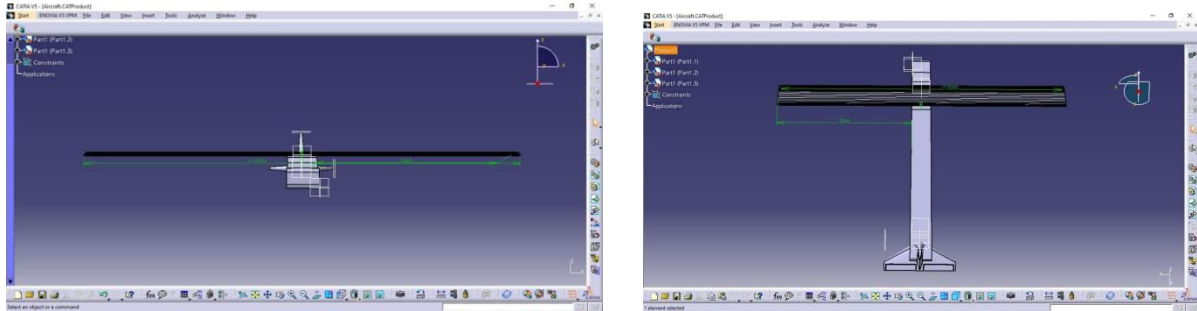 CATIA V5 - [Aircraft.CATProduct]
Start ENOVIA V5 VPM File Edit View Insert Tools Analyze Window Help
Part1 (Part1.2)
Part1 (Part1.3)
Constraints
Applications
Select an object or a command
CATIA V5 - [Aircraft.CATProduct]
Start ENOVIA V5 VPM File Edit View Insert Tools Analyze Window Help
Product1
Part1 (Part1.1)
Part1 (Part1.2)
Part1 (Part1.3)
Constraints
Applications
1 element selected